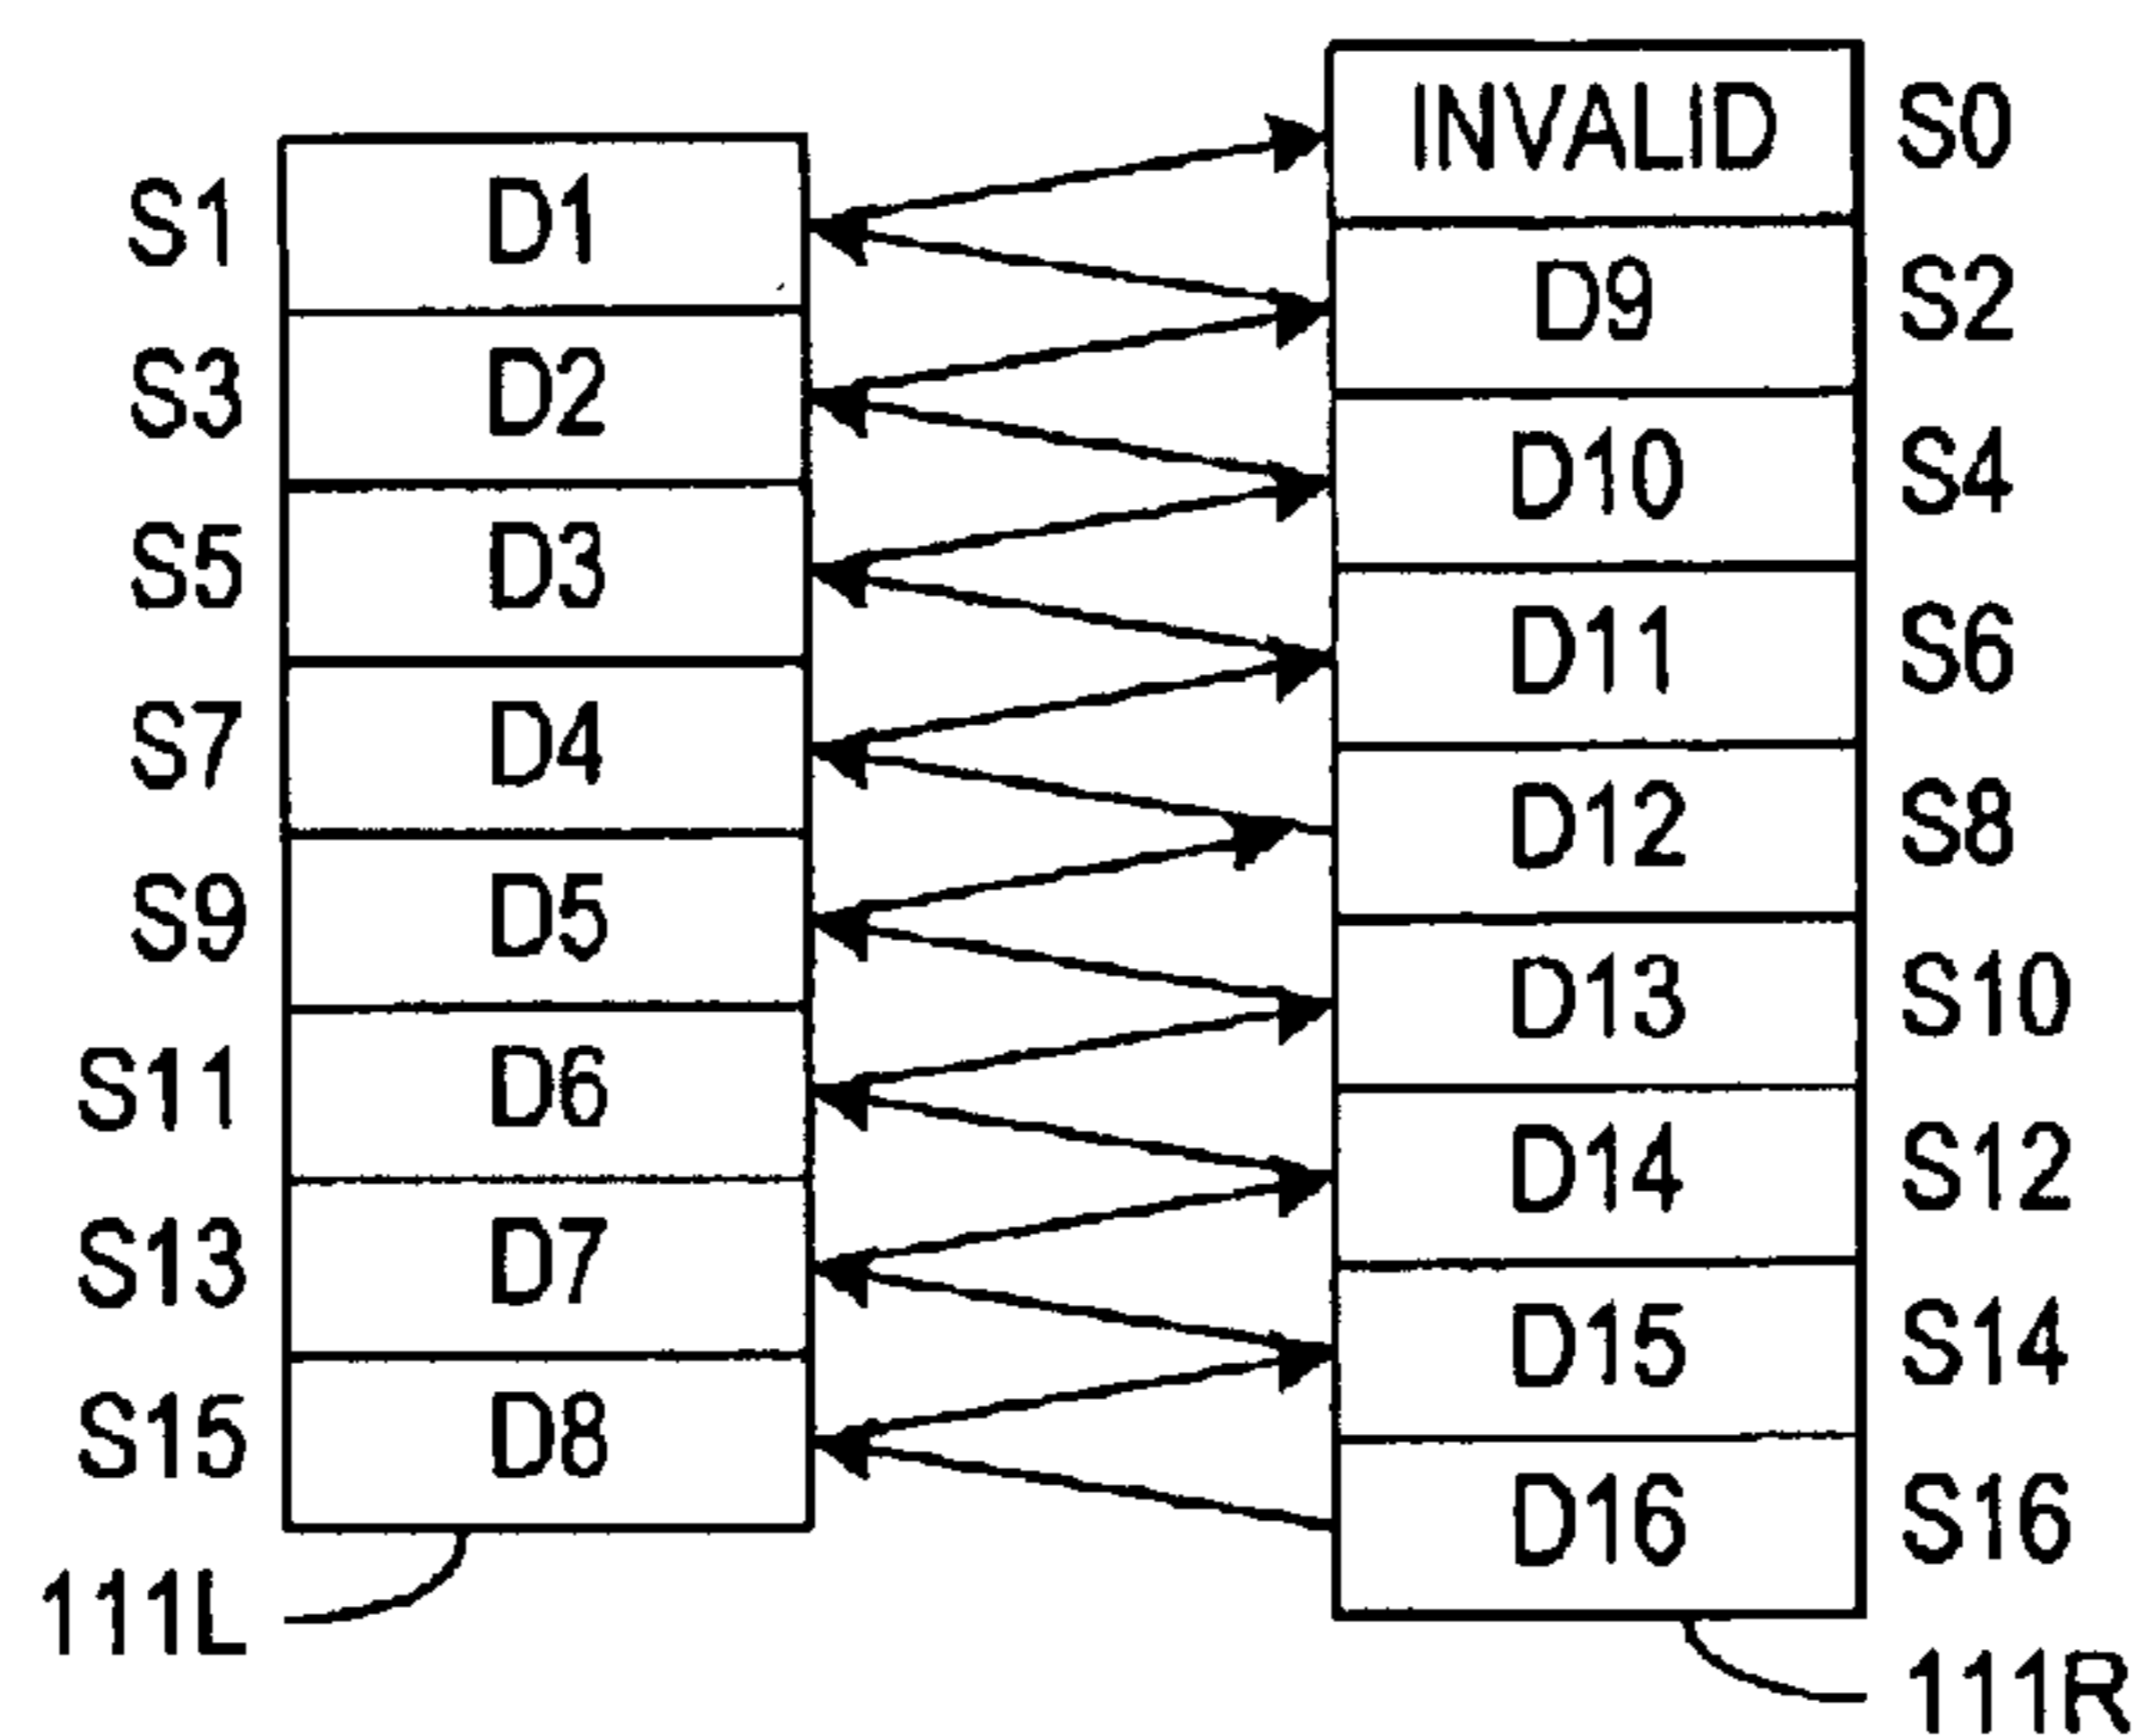 INVALID S0
S1 D1
D9 S2
S3 D2
D10 S4
S5 D3
D11 S6
S7 D4
D12 S8
S9 D5
D13 S10
S11 D6
D14 S12
S13 D7
D15 S14
S15 D8
D16 S16
111L
111R